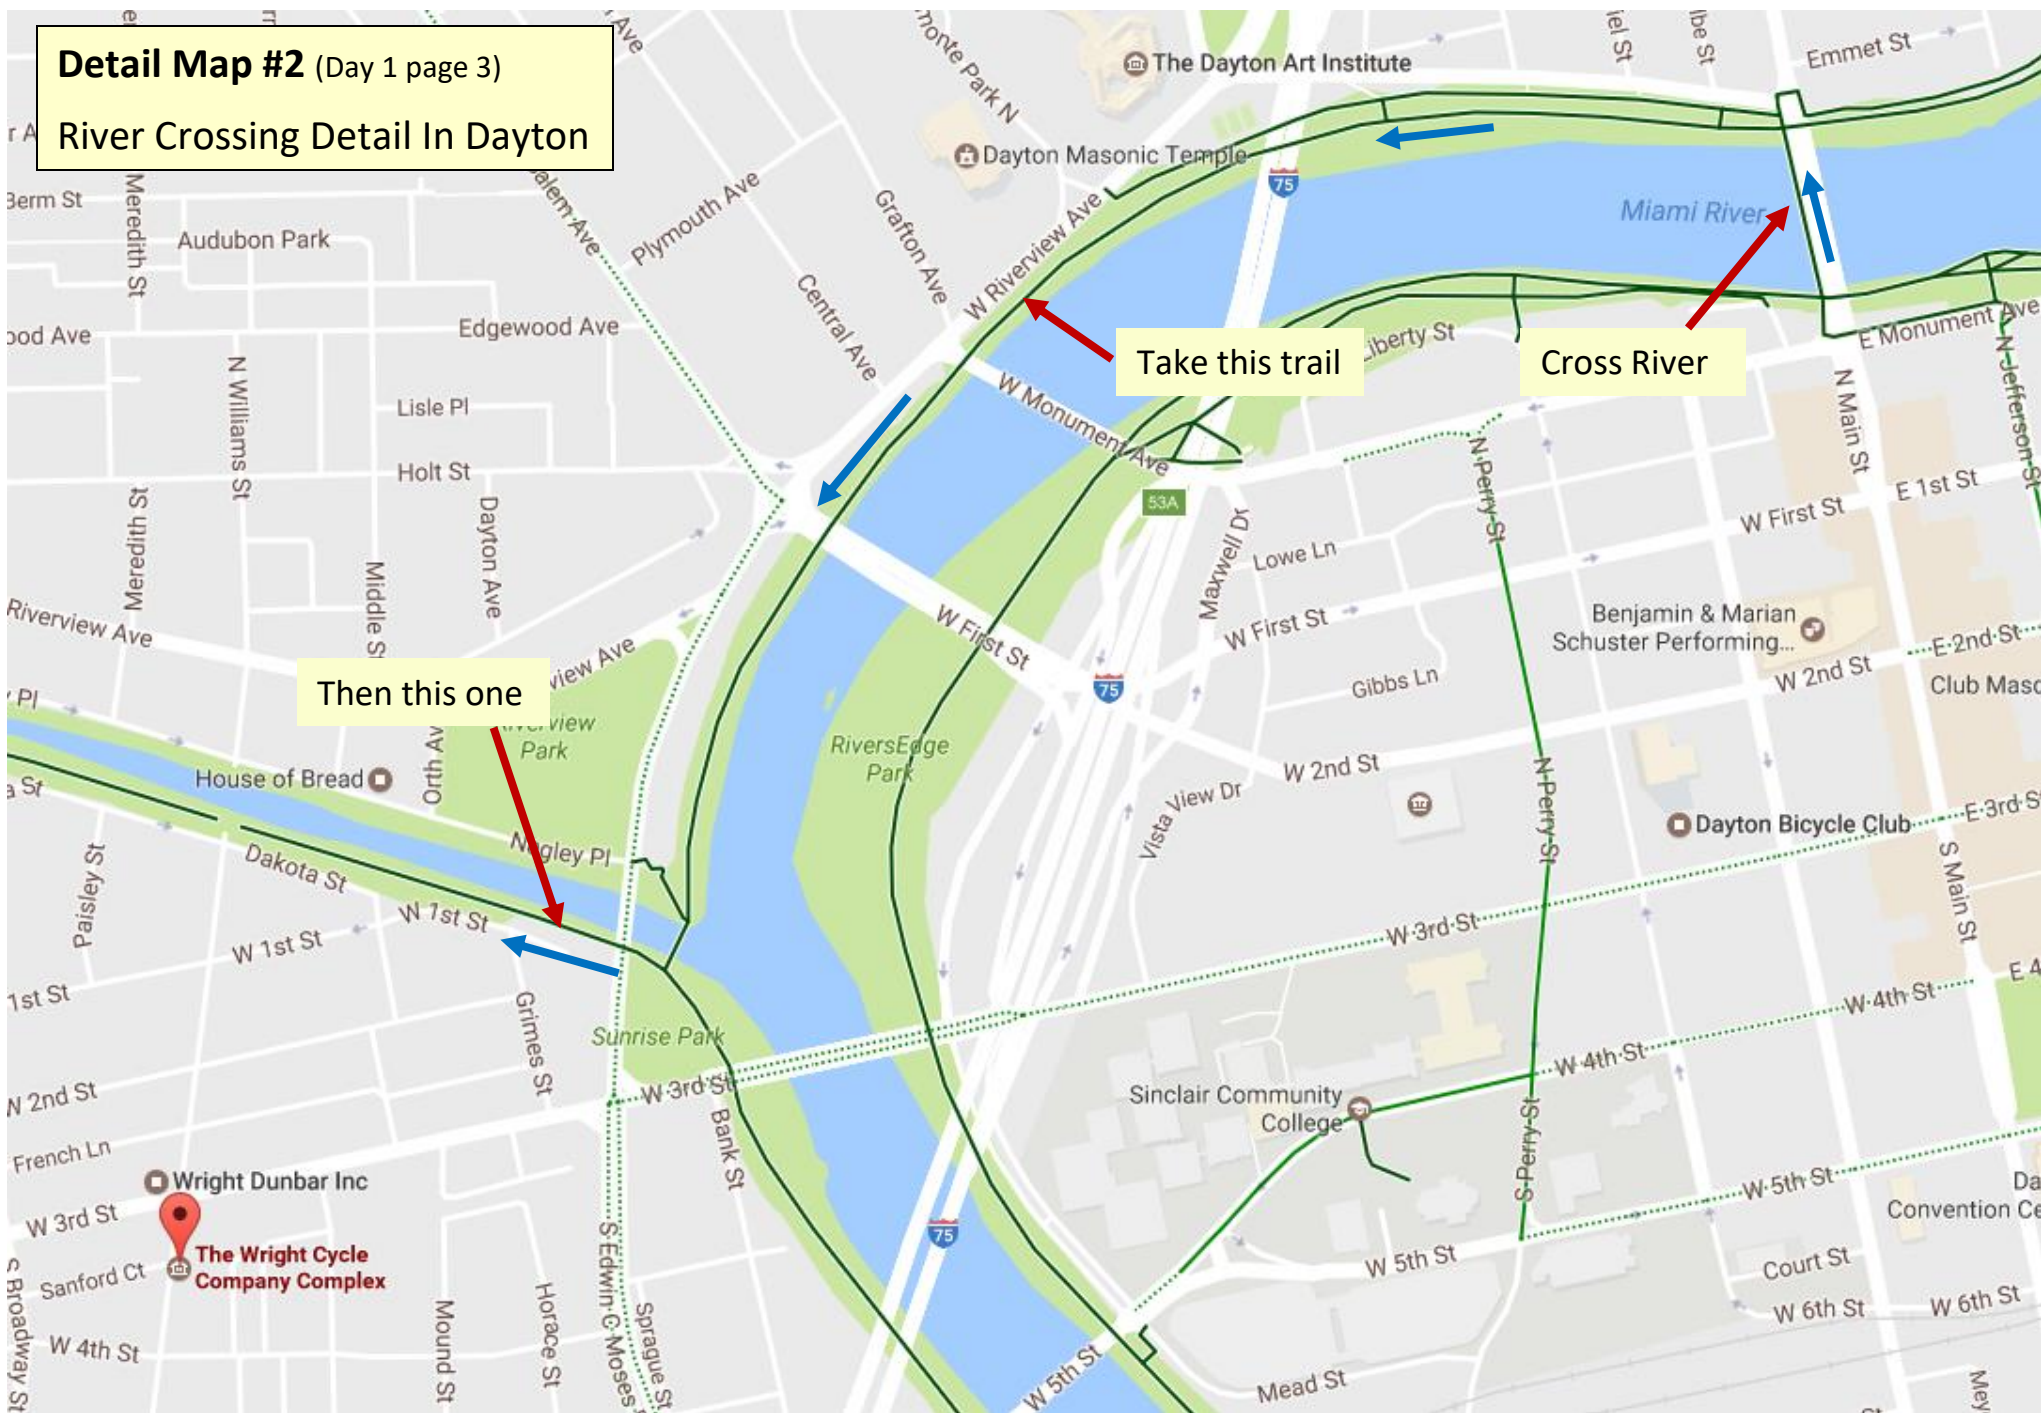 Detail Map #2 (Day 1 page 3)
River Crossing Detail In Dayton
The Dayton Art Institute
Emmet St
Dayton Masonic Temple
Miami River
Berm St
Audubon Park
Meredith St
Plymouth Ave
Grafton Ave
Central Ave
W Riverview Ave
75
Edgewood Ave
N Williams St
Lisle Pl
Holt St
Take this trail
Liberty St
Cross River
E Monument Ave
N Jefferson St
N Main St
W Monument Ave
53A
N Perry St
E 1st St
W First St
Meredith St
Middle St
Dayton Ave
Lowe Ln
Maxwell Dr
Riverview Ave
W First St
W First St
Benjamin & Marian
Schuster Performing...
E 2nd St
W 2nd St
Gibbs Ln
75
Then this one
view Ave
Park
RiversEdge
Park
W 2nd St
Vista View Dr
N Perry St
House of Bread
Nagley Pl
Dayton Bicycle Club
Dakota St
Paisley St
W 1st St
W 1st St
W 3rd St
S Main St
1st St
Grimes St
Sunrise Park
W 4th St
W 4th St
W 3rd St
Bank St
Sinclair Community
College
French Ln
Wright Dunbar Inc
W 3rd St
The Wright Cycle
Company Complex
Sanford Ct
S Broadway St
W 4th St
Mound St
Horace St
S Edwin C Moses
Sprague St
75
S Perry St
W 5th St
W 5th St
Convention Ce
Court St
W 6th St
W 6th St
W 5th St
Mead St